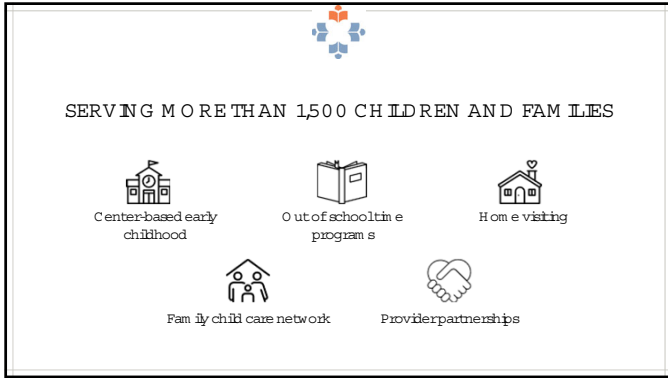 SERVING MORE THAN 1,500 CHILDREN AND FAMILIES
Center-based early
childhood
Out of school time
programs
Home visiting
Family child care network
Provider partnerships